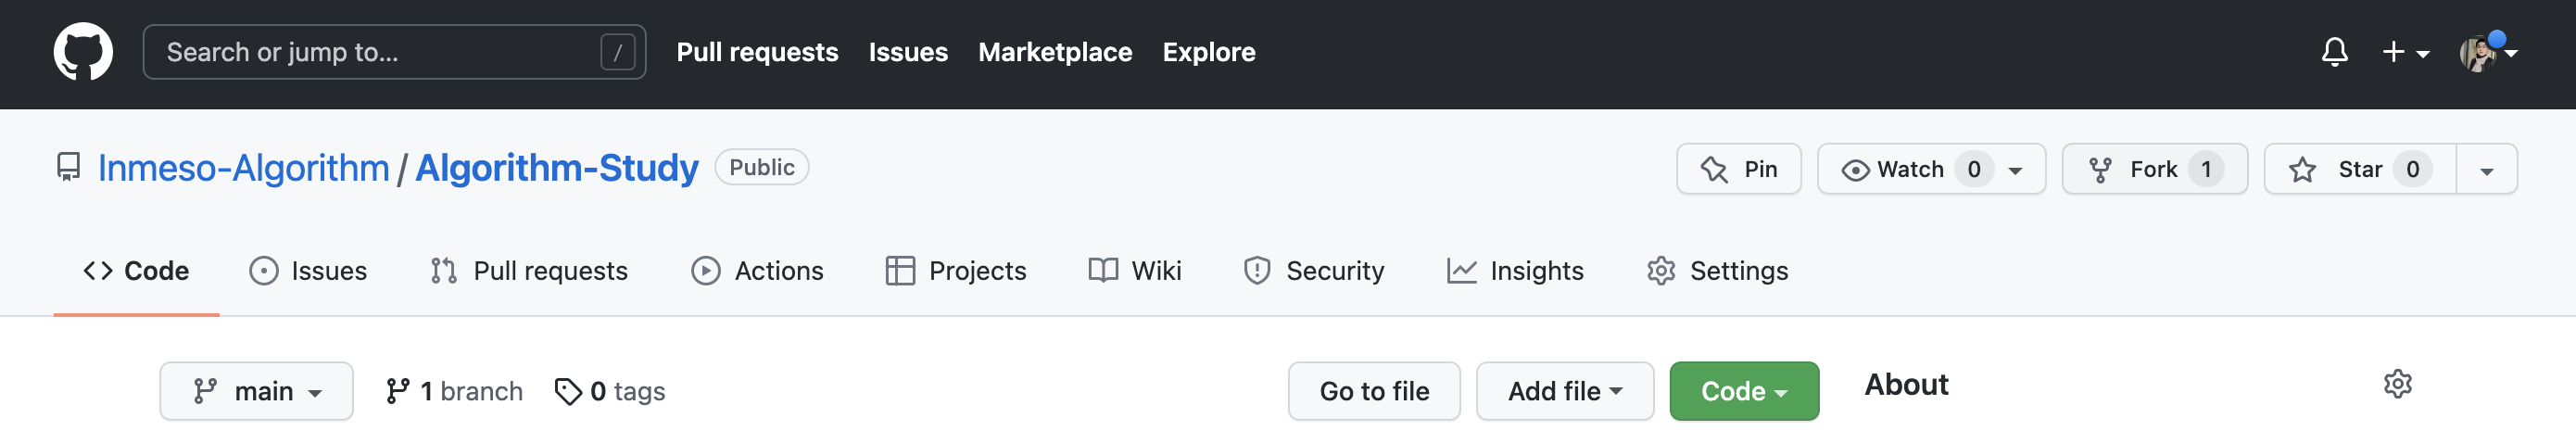 Search or jump to... / Pull requests Issues Marketplace Explore
Inmeso-Algorithm / Algorithm-Study Public Pin Watch 0 Fork 1 Star 0
Code Issues Pull requests Actions Projects Wiki Security Insights Settings
main 1 branch 0 tags Go to file Add file Code About